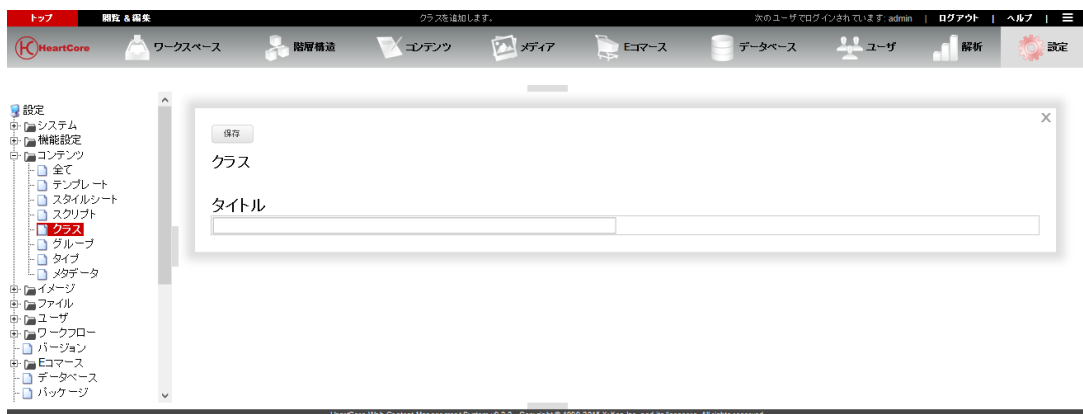 トップ 閲覧 & 編集 クラスを追加します。 次のユーザでログインされています: admin | ログアウト | ヘルプ |
HeartCore ワークスペース 階層構造 コンテンツ メディア Eコマース データベース ユーザ 解析 設定
設定
システム
機能設定
コンテンツ
全て
テンプレート
スタイルシート
スクリプト
クラス
グループ
タイプ
メタデータ
イメージ
ファイル
ユーザ
ワークフロー
バージョン
Eコマース
データベース
パッケージ
X
保存
クラス
タイトル